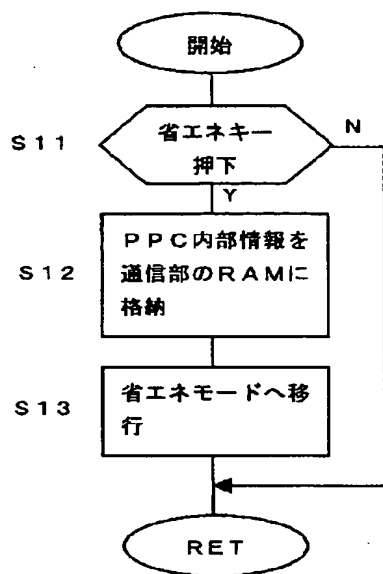 開始
S11
省エネキー
押下
N
Y
S12
PPC内部情報を
通信部のRAMに
格納
S13
省エネモードへ移
行
RET